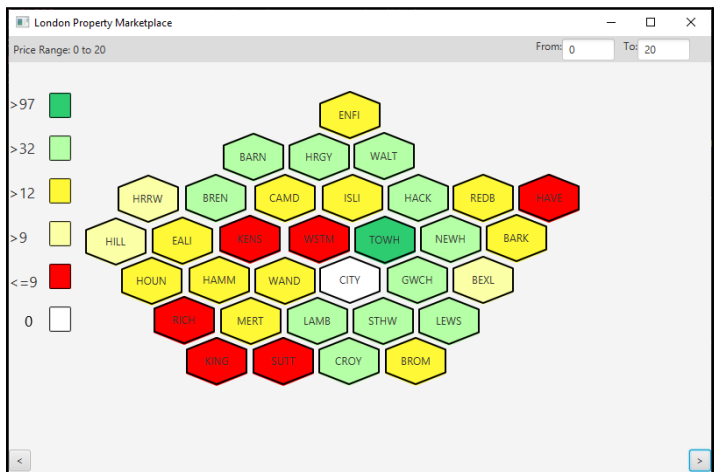 London Property Marketplace
Price Range: 0 to 20 From: 0 To: 20
>97
>32
>12
>9
<=9
0
ENFI
BARN HRGY WALT
HRRW BREN CAMD ISLI HACK REDB HAVE
HILL EALI KENS WSTM TOWH NEWH BARK
HOUN HAMM WAND CITY GWCH BEXL
RICH MERT LAMB STHW LEWS
KING SUTT CROY BROM
< >